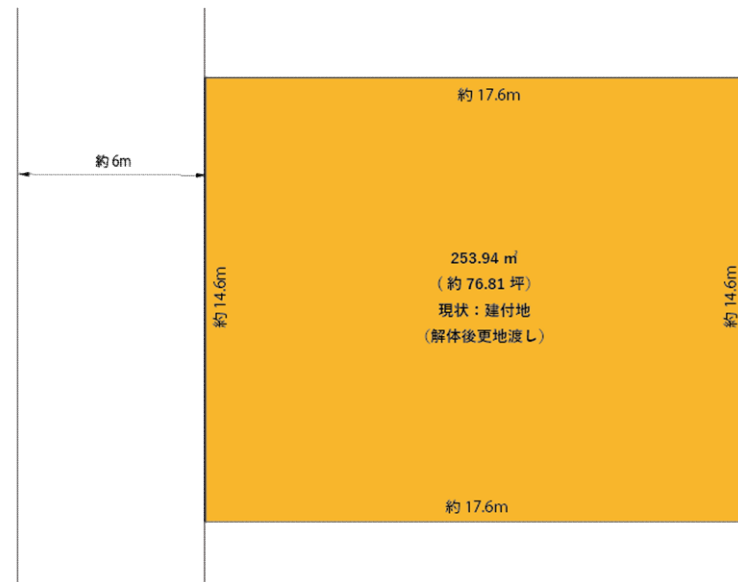 約 17.6m
約 6m
約 14.6m
253.94 ㎡
（約 76.81 坪）
現状：建付地
（解体後更地渡し）
約 14.6m
約 17.6m